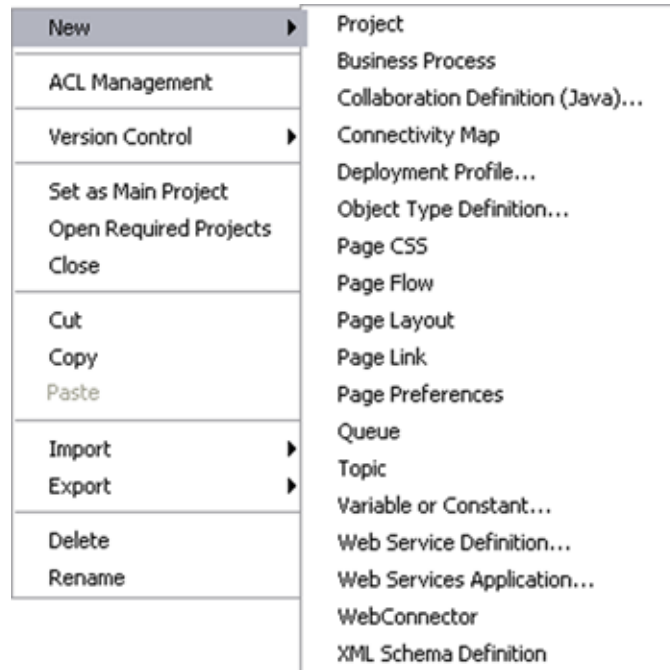 New
ACL Management
Version Control
Set as Main Project
Open Required Projects
Close
Cut
Copy
Paste
Import
Export
Delete
Rename
Project
Business Process
Collaboration Definition (Java)...
Connectivity Map
Deployment Profile...
Object Type Definition...
Page CSS
Page Flow
Page Layout
Page Link
Page Preferences
Queue
Topic
Variable or Constant...
Web Service Definition...
Web Services Application...
WebConnector
XML Schema Definition